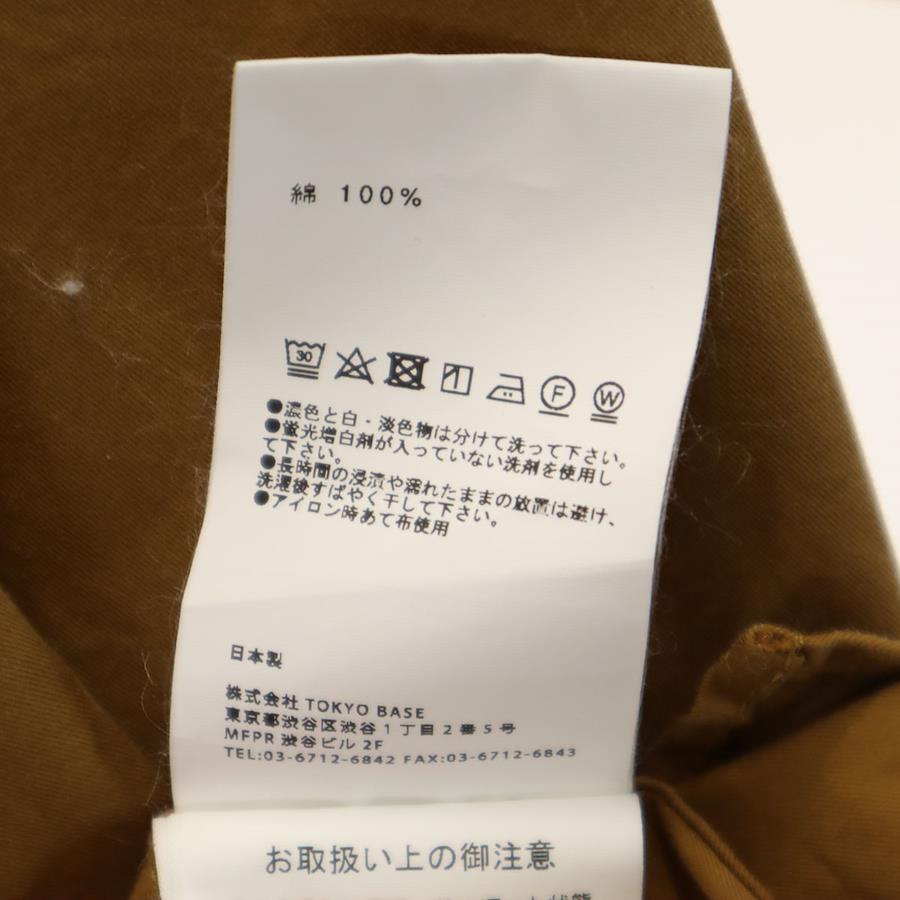 綿 100%
30
F W
●濃色と白・淡色物は分けて洗って下さい。
●蛍光増白剤が入っていない洗剤を使用し
て下さい。
●長時間の浸漬や濡れたままの放置は避け、
洗濯後すばやく干して下さい。
●アイロン時あて布使用
日本製
株式会社 TOKYO BASE
東京都渋谷区渋谷1丁目2番5号
MFPR 渋谷ビル 2F
TEL:03-6712-6842 FAX:03-6712-6843
お取扱い上の御注意